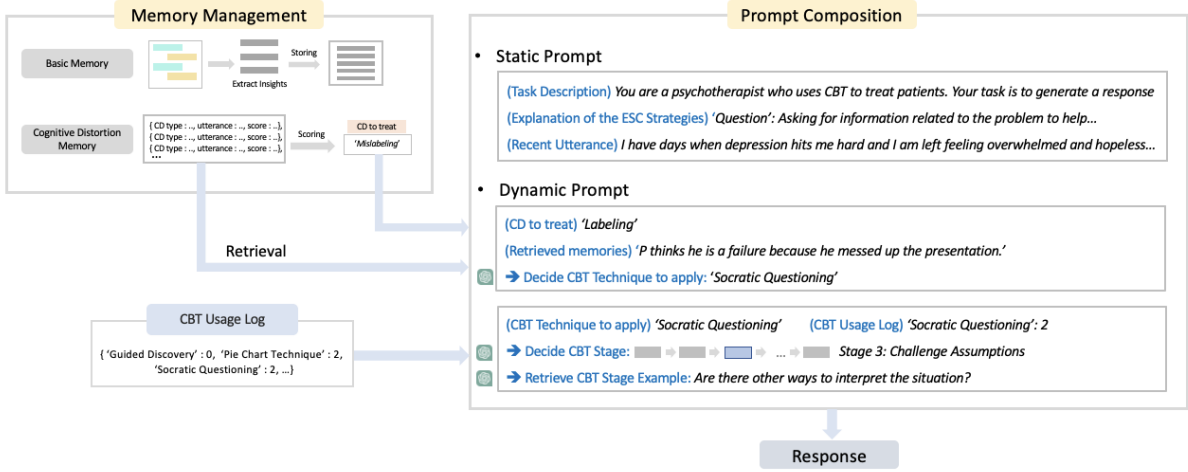 Memory Management
Basic Memory
Extract Insights
Storing
Cognitive Distortion
Memory
{ CD type : .., utterance : .., score : ..},
{ CD type : .., utterance : .., score : ..},
{ CD type : .., utterance : .., score : ..},
...
Scoring
CD to treat
‘Mislabeling’
Retrieval
CBT Usage Log
{ ‘Guided Discovery’ : 0, ‘Pie Chart Technique’ : 2,
‘Socratic Questioning’ : 2, ...}
Prompt Composition
• Static Prompt
(Task Description) You are a psychotherapist who uses CBT to treat patients. Your task is to generate a response
(Explanation of the ESC Strategies) ‘Question’: Asking for information related to the problem to help...
(Recent Utterance) I have days when depression hits me hard and I am left feeling overwhelmed and hopeless...
• Dynamic Prompt
(CD to treat) ‘Labeling’
(Retrieved memories) ‘P thinks he is a failure because he messed up the presentation.’
➔ Decide CBT Technique to apply: ‘Socratic Questioning’
(CBT Technique to apply) ‘Socratic Questioning’ (CBT Usage Log) ‘Socratic Questioning’: 2
➔ Decide CBT Stage: ... Stage 3: Challenge Assumptions
➔ Retrieve CBT Stage Example: Are there other ways to interpret the situation?
Response